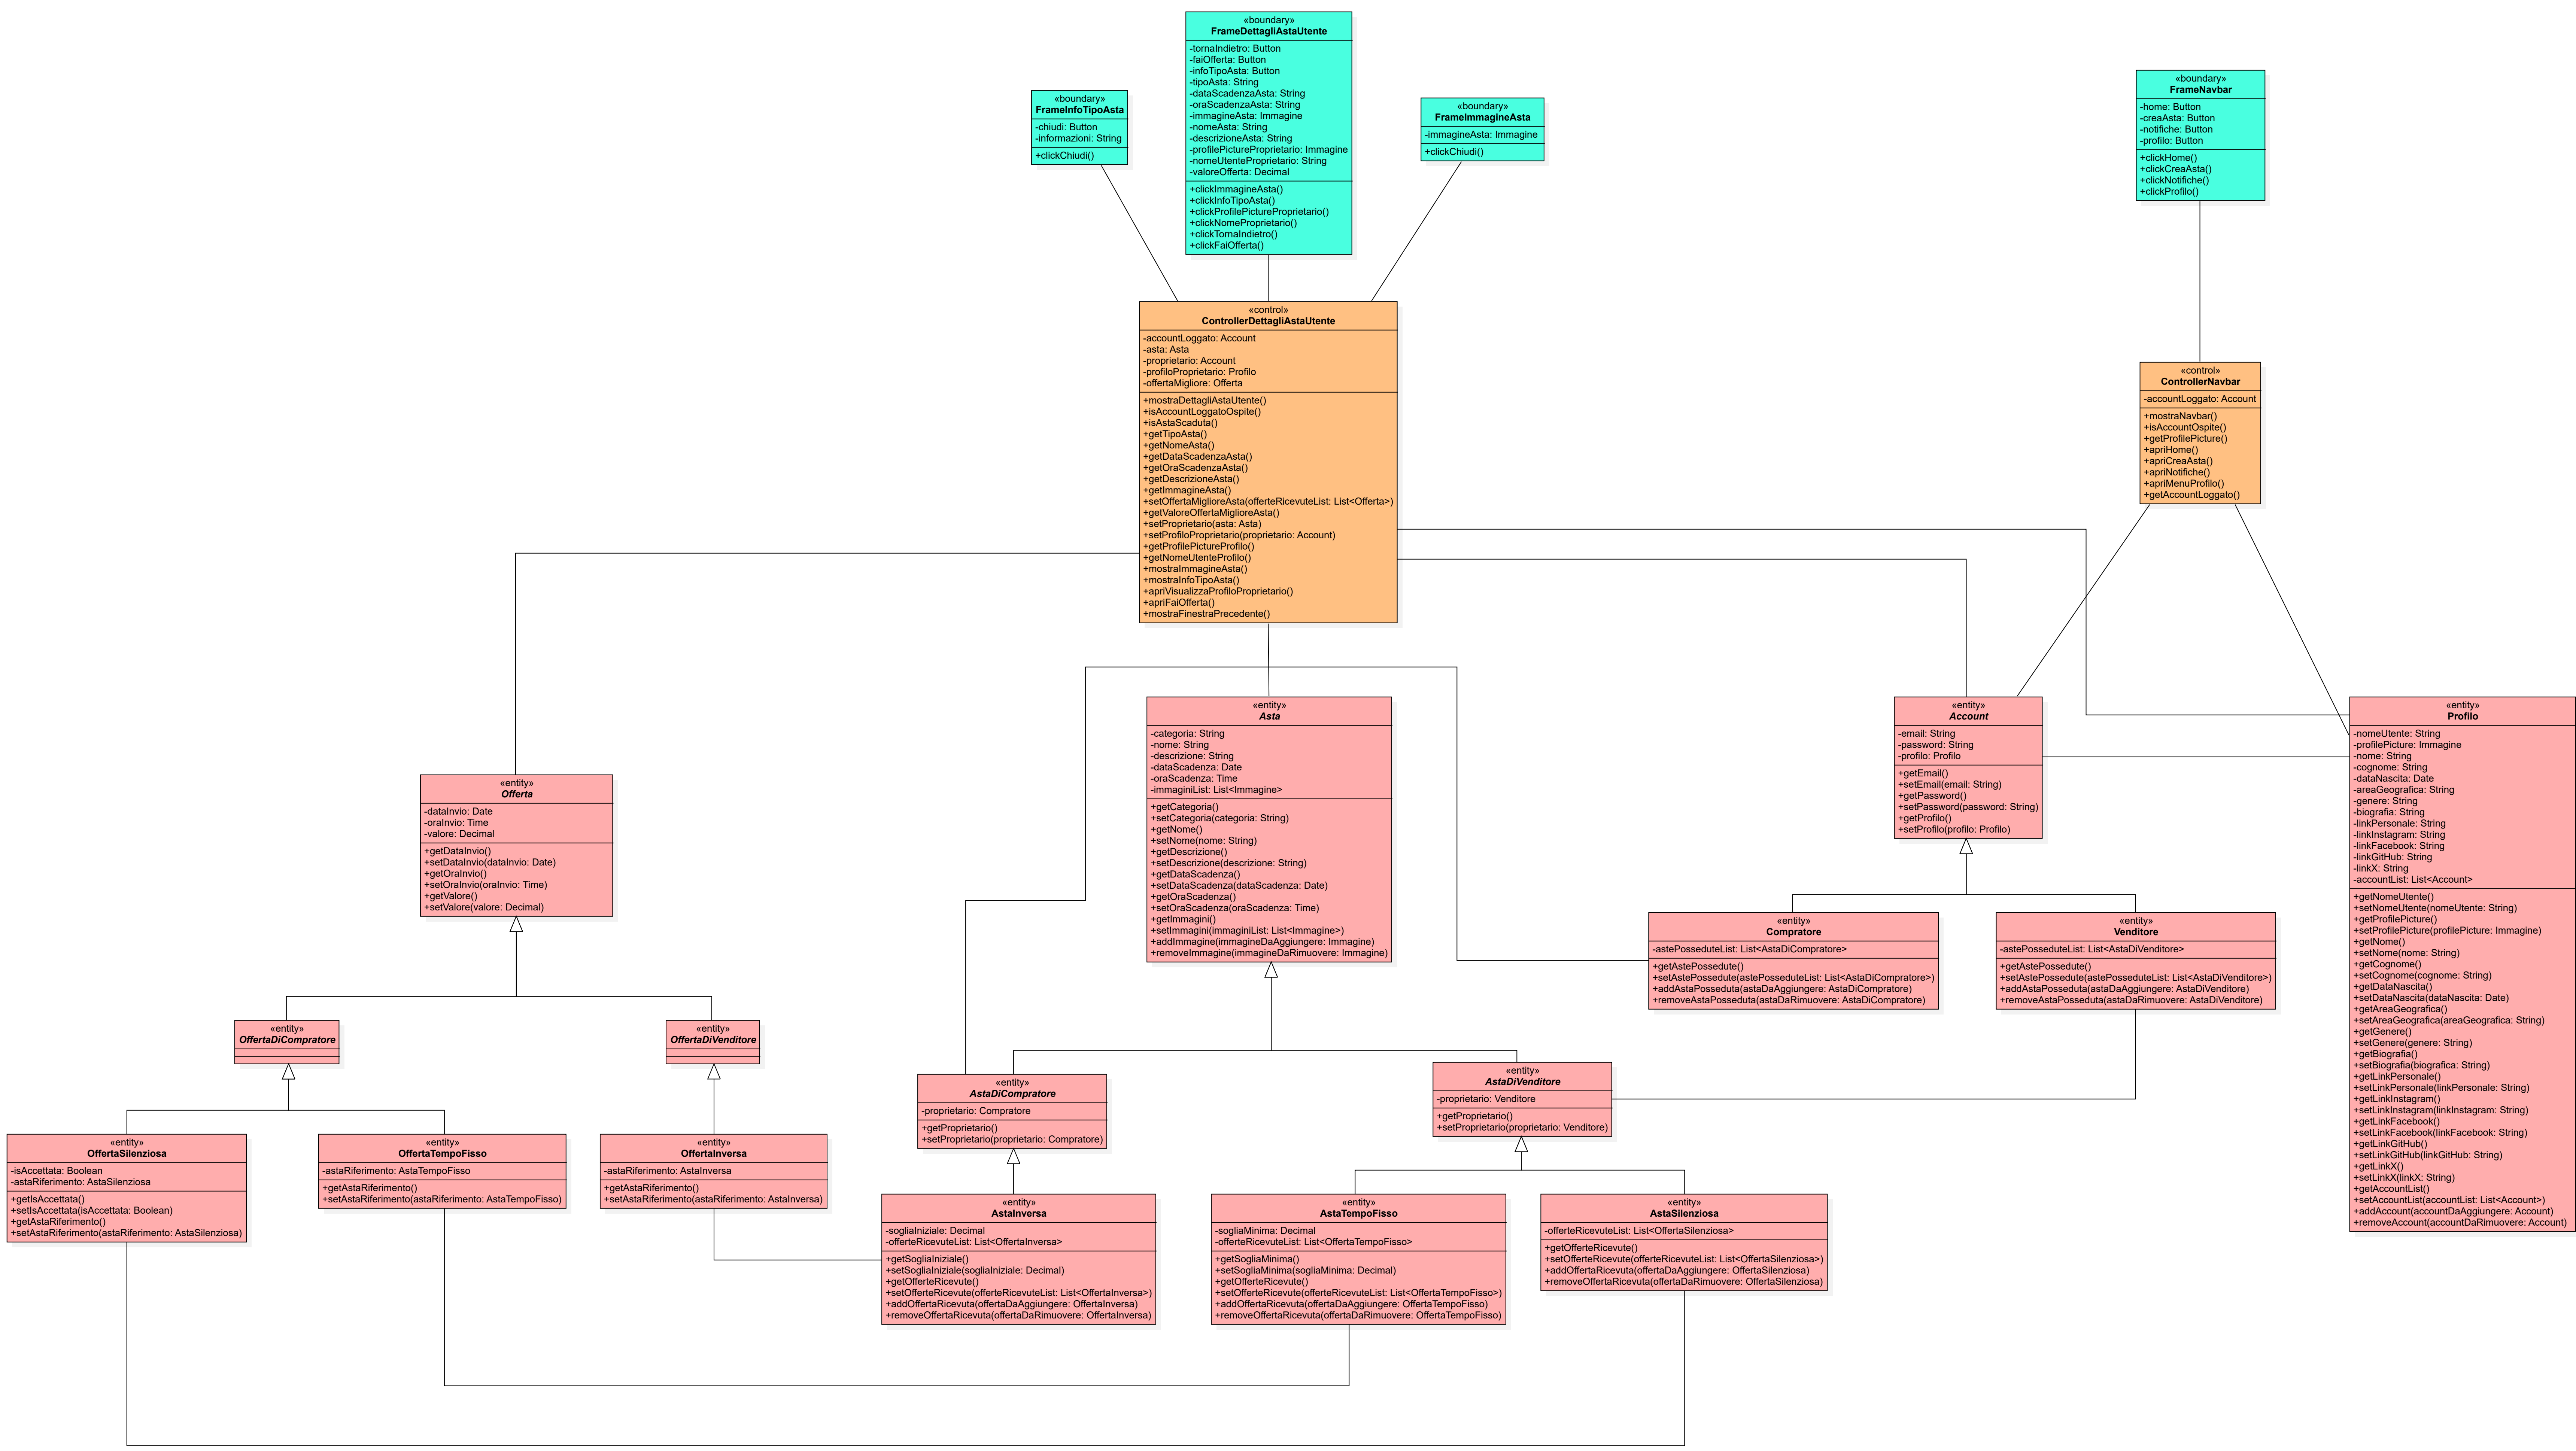 «boundary»
FrameDettagliAstaUtente
-tornaIndietro: Button
-faiOfferta: Button
-infoTipoAsta: Button
-tipoAsta: String
-dataScadenzaAsta: String
-oraScadenzaAsta: String
-immagineAsta: Immagine
-nomeAsta: String
-descrizioneAsta: String
-profilePictureProprietario: Immagine
-nomeUtenteProprietario: String
-valoreOfferta: Decimal
+clickImmagineAsta()
+clickInfoTipoAsta()
+clickProfilePictureProprietario()
+clickNomeProprietario()
+clickTornaIndietro()
+clickFaiOfferta()
«boundary»
FrameInfoTipoAsta
-chiudi: Button
-informazioni: String
+clickChiudi()
«boundary»
FrameImmagineAsta
-immagineAsta: Immagine
+clickChiudi()
«boundary»
FrameNavbar
-home: Button
-creaAsta: Button
-notifiche: Button
-profilo: Button
+clickHome()
+clickCreaAsta()
+clickNotifiche()
+clickProfilo()
«control»
ControllerDettagliAstaUtente
-accountLoggato: Account
-asta: Asta
-proprietario: Account
-profiloProprietario: Profilo
-offertaMigliore: Offerta
+mostraDettagliAstaUtente()
+isAccountLoggatoOspite()
+isAstaScaduta()
+getTipoAsta()
+getNomeAsta()
+getDataScadenzaAsta()
+getOraScadenzaAsta()
+getDescrizioneAsta()
+getImmagineAsta()
+setOffertaMiglioreAsta(offerteRicevuteList: List<Offerta>)
+getValoreOffertaMiglioreAsta()
+setProprietario(asta: Asta)
+setProfiloProprietario(proprietario: Account)
+getProfilePictureProfilo()
+getNomeUtenteProfilo()
+mostraImmagineAsta()
+mostraInfoTipoAsta()
+apriVisualizzaProfiloProprietario()
+apriFaiOfferta()
+mostraFinestraPrecedente()
«control»
ControllerNavbar
-accountLoggato: Account
+mostraNavbar()
+isAccountOspite()
+getProfilePicture()
+apriHome()
+apriCreaAsta()
+apriNotifiche()
+apriMenuProfilo()
+getAccountLoggato()
«entity»
Offerta
-dataInvio: Date
-oraInvio: Time
-valore: Decimal
+getDataInvio()
+setDataInvio(dataInvio: Date)
+getOraInvio()
+setOraInvio(oraInvio: Time)
+getValore()
+setValore(valore: Decimal)
«entity»
Asta
-categoria: String
-nome: String
-descrizione: String
-dataScadenza: Date
-oraScadenza: Time
-immaginiList: List<Immagine>
+getCategoria()
+setCategoria(categoria: String)
+getNome()
+setNome(nome: String)
+getDescrizione()
+setDescrizione(descrizione: String)
+getDataScadenza()
+setDataScadenza(dataScadenza: Date)
+getOraScadenza()
+setOraScadenza(oraScadenza: Time)
+getImmagini()
+setImmagini(immaginiList: List<Immagine>)
+addImmagine(immagineDaAggiungere: Immagine)
+removeImmagine(immagineDaRimuovere: Immagine)
«entity»
Account
-email: String
-password: String
-profilo: Profilo
+getEmail()
+setEmail(email: String)
+getPassword()
+setPassword(password: String)
+getProfilo()
+setProfilo(profilo: Profilo)
«entity»
Profilo
-nomeUtente: String
-profilePicture: Immagine
-nome: String
-cognome: String
-dataNascita: Date
-areaGeografica: String
-genere: String
-biografia: String
-linkPersonale: String
-linkInstagram: String
-linkFacebook: String
-linkGitHub: String
-linkX: String
-accountList: List<Account>
+getNomeUtente()
+setNomeUtente(nomeUtente: String)
+getProfilePicture()
+setProfilePicture(profilePicture: Immagine)
+getNome()
+setNome(nome: String)
+getCognome()
+setCognome(cognome: String)
+getDataNascita()
+setDataNascita(dataNascita: Date)
+getAreaGeografica()
+setAreaGeografica(areaGeografica: String)
+getGenere()
+setGenere(genere: String)
+getBiografia()
+setBiografia(biografica: String)
+getLinkPersonale()
+setLinkPersonale(linkPersonale: String)
+getLinkInstagram()
+setLinkInstagram(linkInstagram: String)
+getLinkFacebook()
+setLinkFacebook(linkFacebook: String)
+getLinkGitHub()
+setLinkGitHub(linkGitHub: String)
+getLinkX()
+setLinkX(linkX: String)
+getAccountList()
+setAccountList(accountList: List<Account>)
+addAccount(accountDaAggiungere: Account)
+removeAccount(accountDaRimuovere: Account)
«entity»
Compratore
-astePosseduteList: List<AstaDiCompratore>
+getAstePossedute()
+setAstePossedute(astePosseduteList: List<AstaDiCompratore>)
+addAstaPosseduta(astaDaAggiungere: AstaDiCompratore)
+removeAstaPosseduta(astaDaRimuovere: AstaDiCompratore)
«entity»
Venditore
-astePosseduteList: List<AstaDiVenditore>
+getAstePossedute()
+setAstePossedute(astePosseduteList: List<AstaDiVenditore>)
+addAstaPosseduta(astaDaAggiungere: AstaDiVenditore)
+removeAstaPosseduta(astaDaRimuovere: AstaDiVenditore)
«entity»
OffertaDiCompratore
«entity»
OffertaDiVenditore
«entity»
AstaDiCompratore
-proprietario: Compratore
+getProprietario()
+setProprietario(proprietario: Compratore)
«entity»
AstaDiVenditore
-proprietario: Venditore
+getProprietario()
+setProprietario(proprietario: Venditore)
«entity»
OffertaSilenziosa
-isAccettata: Boolean
-astaRiferimento: AstaSilenziosa
+getIsAccettata()
+setIsAccettata(isAccettata: Boolean)
+getAstaRiferimento()
+setAstaRiferimento(astaRiferimento: AstaSilenziosa)
«entity»
OffertaTempoFisso
-astaRiferimento: AstaTempoFisso
+getAstaRiferimento()
+setAstaRiferimento(astaRiferimento: AstaTempoFisso)
«entity»
OffertaInversa
-astaRiferimento: AstaInversa
+getAstaRiferimento()
+setAstaRiferimento(astaRiferimento: AstaInversa)
«entity»
AstaInversa
-sogliaIniziale: Decimal
-offerteRicevuteList: List<OffertaInversa>
+getSogliaIniziale()
+setSogliaIniziale(sogliaIniziale: Decimal)
+getOfferteRicevute()
+setOfferteRicevute(offerteRicevuteList: List<OffertaInversa>)
+addOffertaRicevuta(offertaDaAggiungere: OffertaInversa)
+removeOffertaRicevuta(offertaDaRimuovere: OffertaInversa)
«entity»
AstaTempoFisso
-sogliaMinima: Decimal
-offerteRicevuteList: List<OffertaTempoFisso>
+getSogliaMinima()
+setSogliaMinima(sogliaMinima: Decimal)
+getOfferteRicevute()
+setOfferteRicevute(offerteRicevuteList: List<OffertaTempoFisso>)
+addOffertaRicevuta(offertaDaAggiungere: OffertaTempoFisso)
+removeOffertaRicevuta(offertaDaRimuovere: OffertaTempoFisso)
«entity»
AstaSilenziosa
-offerteRicevuteList: List<OffertaSilenziosa>
+getOfferteRicevute()
+setOfferteRicevute(offerteRicevuteList: List<OffertaSilenziosa>)
+addOffertaRicevuta(offertaDaAggiungere: OffertaSilenziosa)
+removeOffertaRicevuta(offertaDaRimuovere: OffertaSilenziosa)